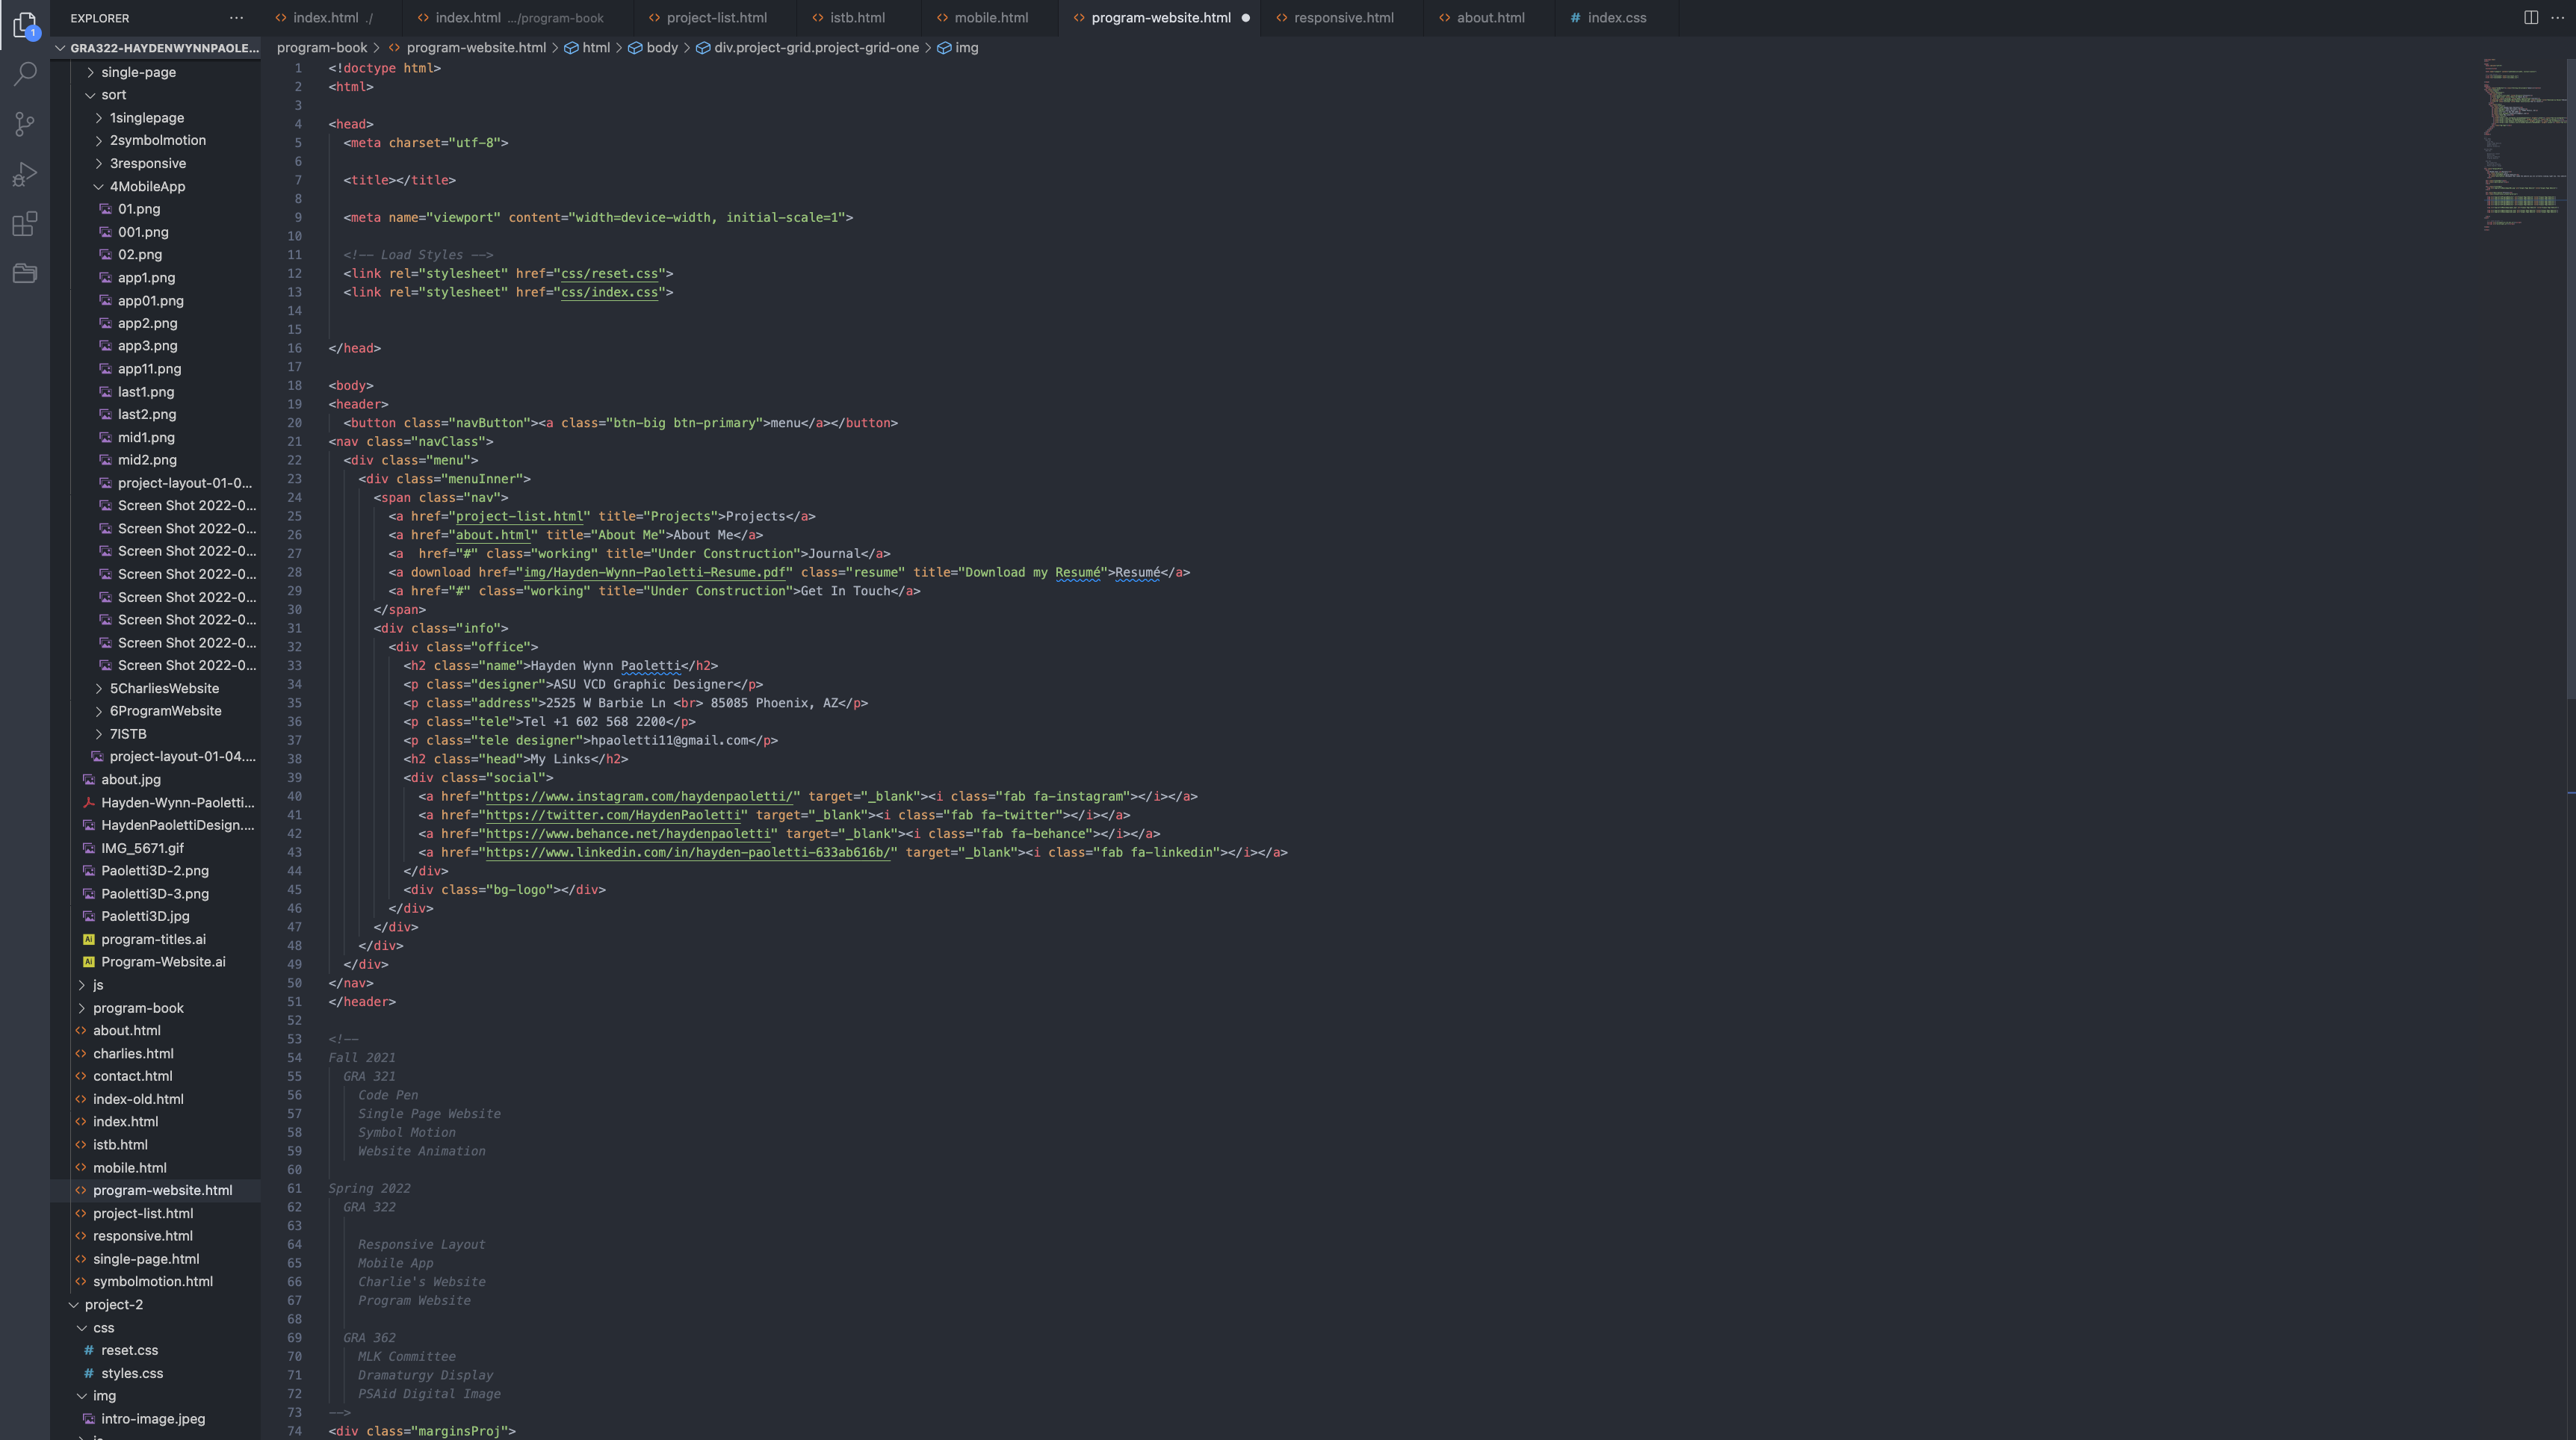 EXPLORER
···
index.html ./
index.html .../program-book
project-list.html
istb.html
mobile.html
program-website.html
responsive.html
about.html
# index.css
···
1
GRA322-HAYDENWYNNPAOLE...
program-book > program-website.html > html > body > div.project-grid.project-grid-one > img
single-page
sort
1singlepage
2symbolmotion
3responsive
4MobileApp
01.png
001.png
02.png
app1.png
app01.png
app2.png
app3.png
app11.png
last1.png
last2.png
mid1.png
mid2.png
project-layout-01-0...
Screen Shot 2022-0...
Screen Shot 2022-0...
Screen Shot 2022-0...
Screen Shot 2022-0...
Screen Shot 2022-0...
Screen Shot 2022-0...
Screen Shot 2022-0...
Screen Shot 2022-0...
5CharliesWebsite
6ProgramWebsite
7ISTB
project-layout-01-04....
about.jpg
Hayden-Wynn-Paoletti...
HaydenPaolettiDesign....
IMG_5671.gif
Paoletti3D-2.png
Paoletti3D-3.png
Paoletti3D.jpg
Ai program-titles.ai
Ai Program-Website.ai
js
program-book
about.html
charlies.html
contact.html
index-old.html
index.html
istb.html
mobile.html
program-website.html
project-list.html
responsive.html
single-page.html
symbolmotion.html
project-2
css
# reset.css
# styles.css
img
intro-image.jpeg
1 <!doctype html>
2 <html>
3
4 <head>
5 <meta charset="utf-8">
6
7 <title></title>
8
9 <meta name="viewport" content="width=device-width, initial-scale=1">
10
11 <!-- Load Styles -->
12 <link rel="stylesheet" href="css/reset.css">
13 <link rel="stylesheet" href="css/index.css">
14
15
16 </head>
17
18 <body>
19 <header>
20 <button class="navButton"><a class="btn-big btn-primary">menu</a></button>
21 <nav class="navClass">
22 <div class="menu">
23 <div class="menuInner">
24 <span class="nav">
25 <a href="project-list.html" title="Projects">Projects</a>
26 <a href="about.html" title="About Me">About Me</a>
27 <a  href="#" class="working" title="Under Construction">Journal</a>
28 <a download href="img/Hayden-Wynn-Paoletti-Resume.pdf" class="resume" title="Download my Resumé">Resumé</a>
29 <a href="#" class="working" title="Under Construction">Get In Touch</a>
30 </span>
31 <div class="info">
32 <div class="office">
33 <h2 class="name">Hayden Wynn Paoletti</h2>
34 <p class="designer">ASU VCD Graphic Designer</p>
35 <p class="address">2525 W Barbie Ln <br> 85085 Phoenix, AZ</p>
36 <p class="tele">Tel +1 602 568 2200</p>
37 <p class="tele designer">hpaoletti11@gmail.com</p>
38 <h2 class="head">My Links</h2>
39 <div class="social">
40 <a href="https://www.instagram.com/haydenpaoletti/" target="_blank"><i class="fab fa-instagram"></i></a>
41 <a href="https://twitter.com/HaydenPaoletti" target="_blank"><i class="fab fa-twitter"></i></a>
42 <a href="https://www.behance.net/haydenpaoletti" target="_blank"><i class="fab fa-behance"></i></a>
43 <a href="https://www.linkedin.com/in/hayden-paoletti-633ab616b/" target="_blank"><i class="fab fa-linkedin"></i></a>
44 </div>
45 <div class="bg-logo"></div>
46 </div>
47 </div>
48 </div>
49 </div>
50 </nav>
51 </header>
52
53 <!--
54 Fall 2021
55 GRA 321
56 Code Pen
57 Single Page Website
58 Symbol Motion
59 Website Animation
60
61 Spring 2022
62 GRA 322
63
64 Responsive Layout
65 Mobile App
66 Charlie's Website
67 Program Website
68
69 GRA 362
70 MLK Committee
71 Dramaturgy Display
72 PSAid Digital Image
73 -->
74 <div class="marginsProj">